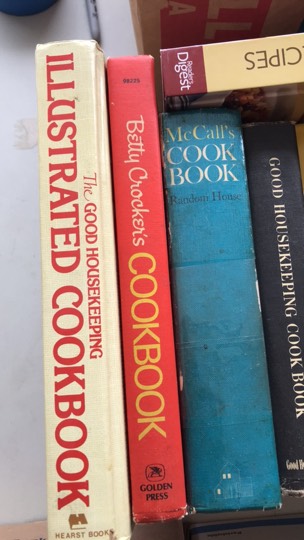 The GOOD HOUSEKEEPING
ILLUSTRATED COOKBOOK
HEARST BOOKS
Betty Crocker's
COOKBOOK
GOLDEN
PRESS
McCall's
COOK
BOOK
Random House
Reader's
Digest
CIPES
GOOD HOUSEKEEPING COOK BOOK
Good